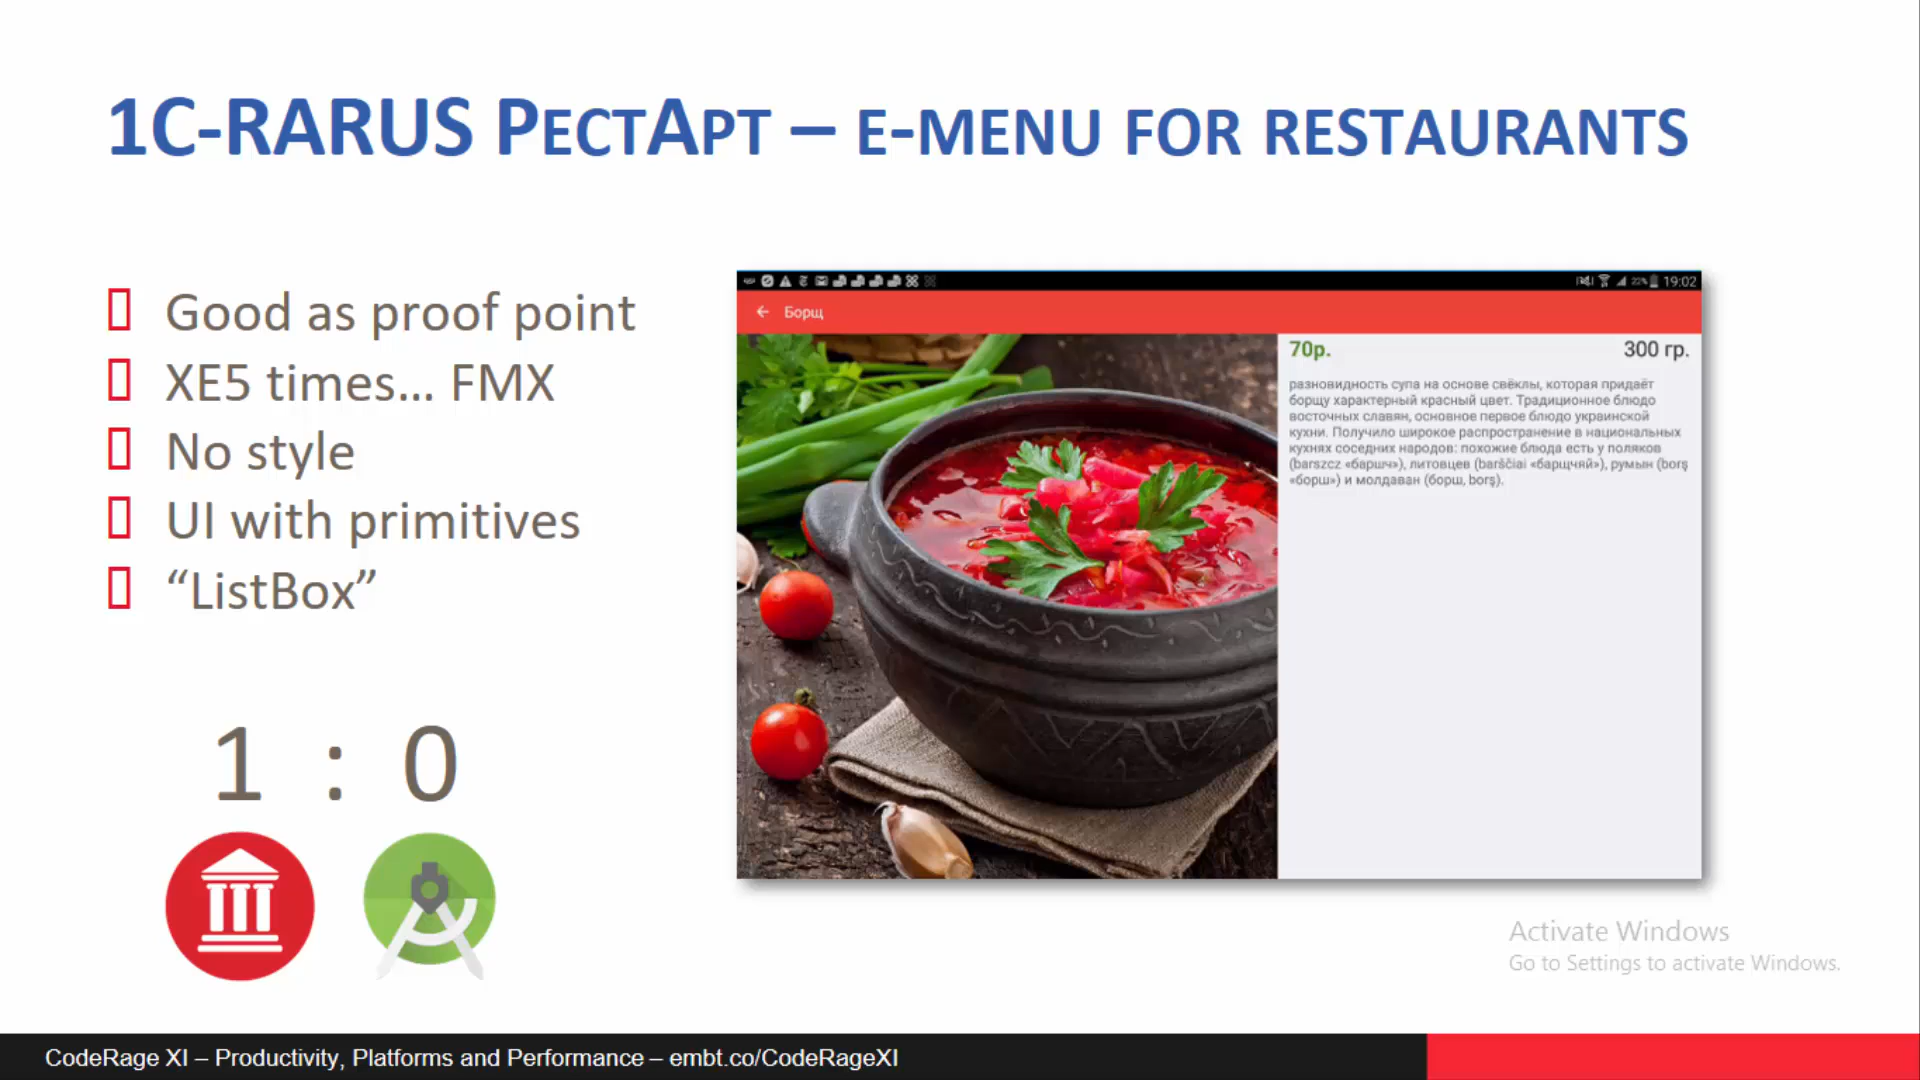 1C-RARUS РестАрт – E-MENU FOR RESTAURANTS
Good as proof point
XE5 times... FMX
No style
UI with primitives
“ListBox”
1 : 0
22% 19:02
Борщ
70р. 300 гр.
разновидность супа на основе свёклы, которая придаёт
борщу характерный красный цвет. Традиционное блюдо
восточных славян, основное первое блюдо украинской
кухни. Получило широкое распространение в национальных
кухнях соседних народов: похожие блюда есть у поляков
(barszcz «баршч»), литовцев (barščiai «барщчяй»), румын (borş
«борш») и молдаван (борш, borş).
Activate Windows
Go to Settings to activate Windows.
CodeRage XI – Productivity, Platforms and Performance – embt.co/CodeRageXI